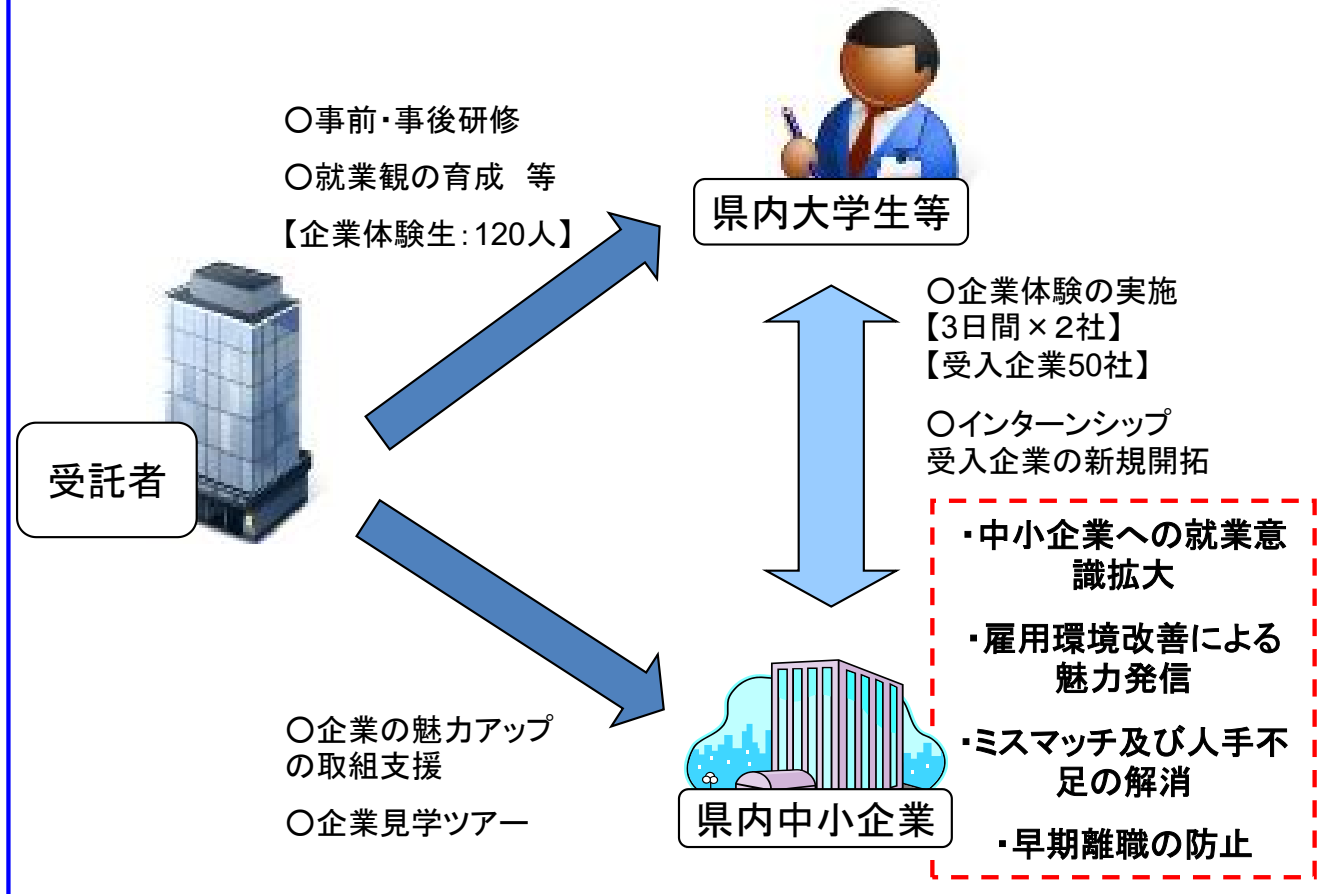 〇事前・事後研修
〇就業観の育成 等
【企業体験生：120人】
県内大学生等
受託者
〇企業体験の実施
【3日間×２社】
【受入企業50社】
〇インターンシップ
受入企業の新規開拓
・中小企業への就業意
識拡大
・雇用環境改善による
魅力発信
・ミスマッチ及び人手不
足の解消
・早期離職の防止
〇企業の魅力アップ
の取組支援
〇企業見学ツアー
県内中小企業